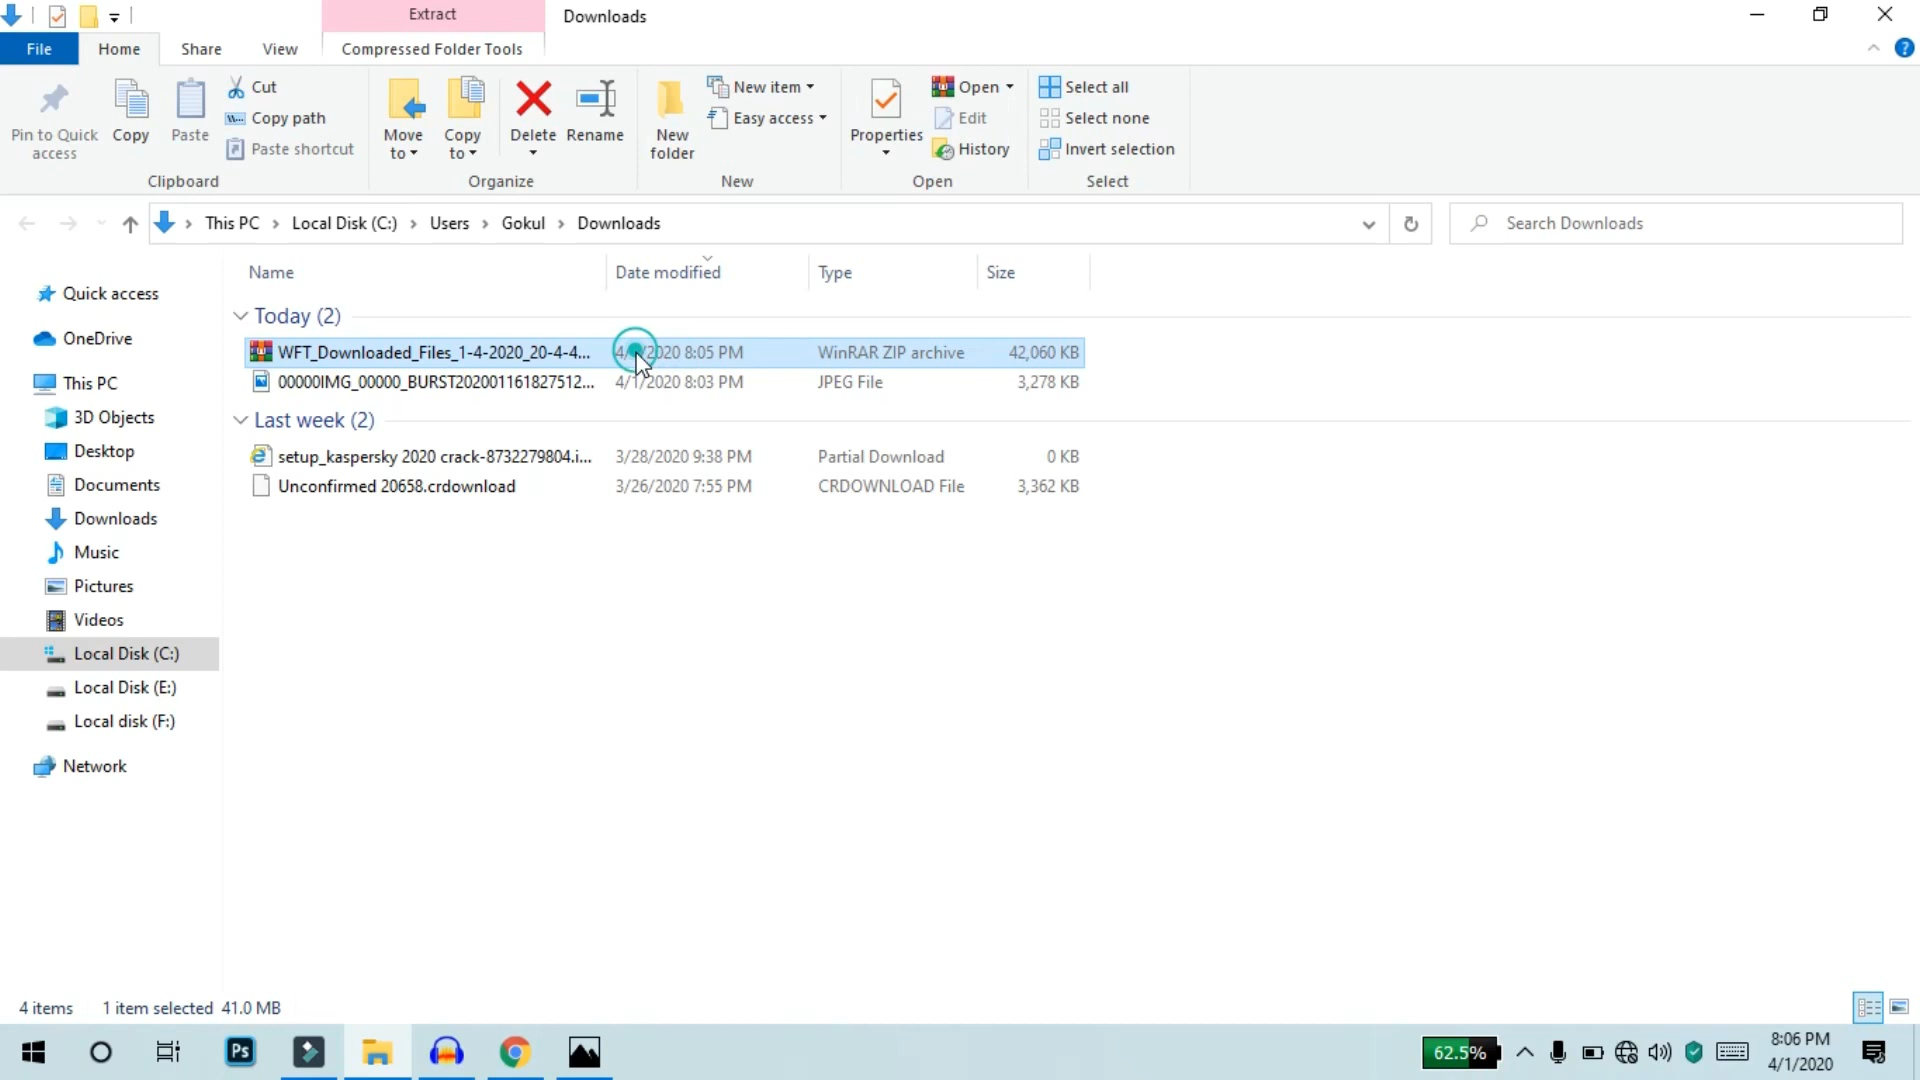 Extract
Downloads
File
Home
Share
View
Compressed Folder Tools
Pin to Quick access
Copy
Paste
Cut
Copy path
Paste shortcut
Clipboard
Move to
Copy to
Delete
Rename
Organize
New folder
New item
Easy access
New
Properties
Open
Edit
History
Open
Select all
Select none
Invert selection
Select
This PC
Local Disk (C:)
Users
Gokul
Downloads
Search Downloads
Name
Date modified
Type
Size
Quick access
OneDrive
This PC
3D Objects
Desktop
Documents
Downloads
Music
Pictures
Videos
Local Disk (C:)
Local Disk (E:)
Local disk (F:)
Network
Today (2)
WFT_Downloaded_Files_1-4-2020_20-4-4... 2020 8:05 PM WinRAR ZIP archive 42,060 KB
00000IMG_00000_BURST202001161827512... 4/1/2020 8:03 PM JPEG File 3,278 KB
Last week (2)
setup_kaspersky 2020 crack-8732279804.i... 3/28/2020 9:38 PM Partial Download 0 KB
Unconfirmed 20658.crdownload 3/26/2020 7:55 PM CRDOWNLOAD File 3,362 KB
4 items 1 item selected 41.0 MB
Ps
62.5%
8:06 PM
4/1/2020